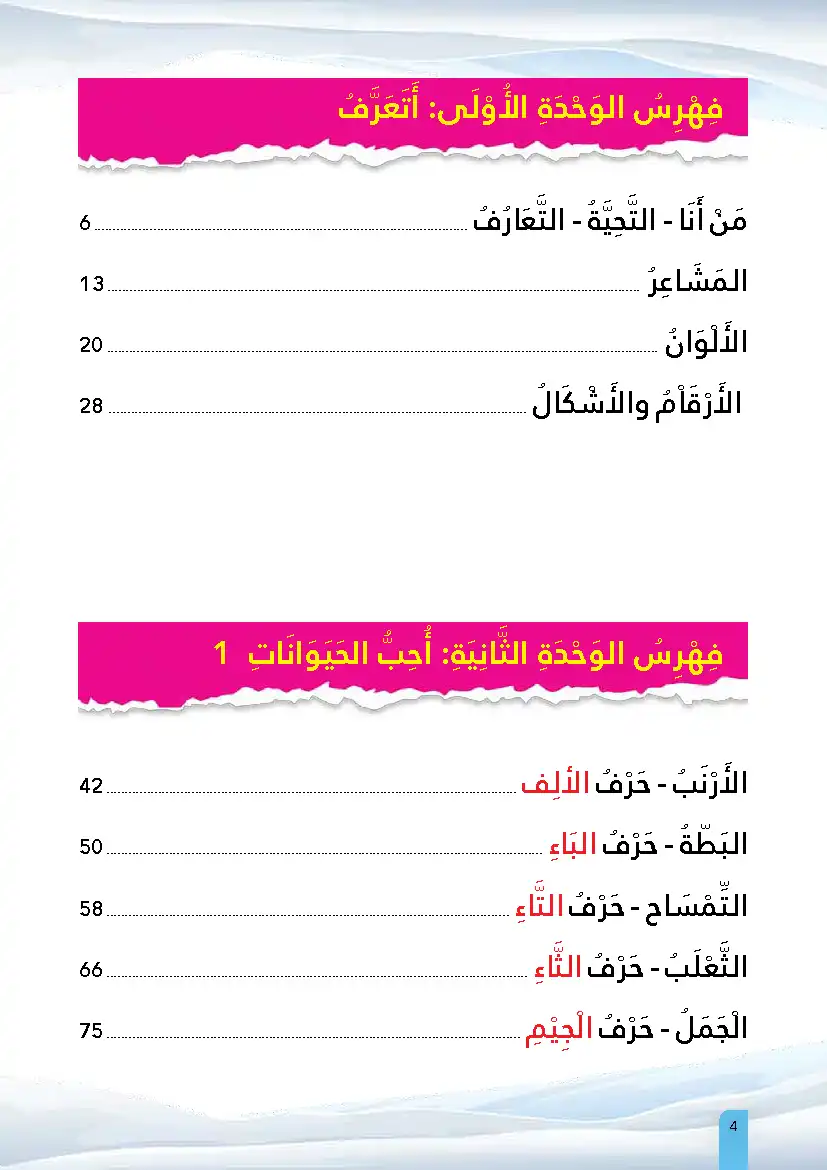 فِهْرِسُ الوَحْدَةِ الأُوْلَى: أَتَعَرَّفُ
مَنْ أَنَا - التَّحِيَّةُ - التَّعَارُفُ 6
المَشَاعِرُ 13
الأَلْوَانُ 20
الأَرْقَاْمُ والأَشْكَالُ 28
فِهْرِسُ الوَحْدَةِ الثَّانِيَةِ: أُحِبُّ الحَيَوَانَاتِ 1
الأَرْنَبُ - حَرْفُ الألِف 42
البَطّةُ - حَرْفُ البَاءِ 50
التِّمْسَاح - حَرْفُ التَّاءِ 58
الثَّعْلَبُ - حَرْفُ الثَّاءِ 66
الْجَمَلُ - حَرْفُ الْجِيْمِ 75
4